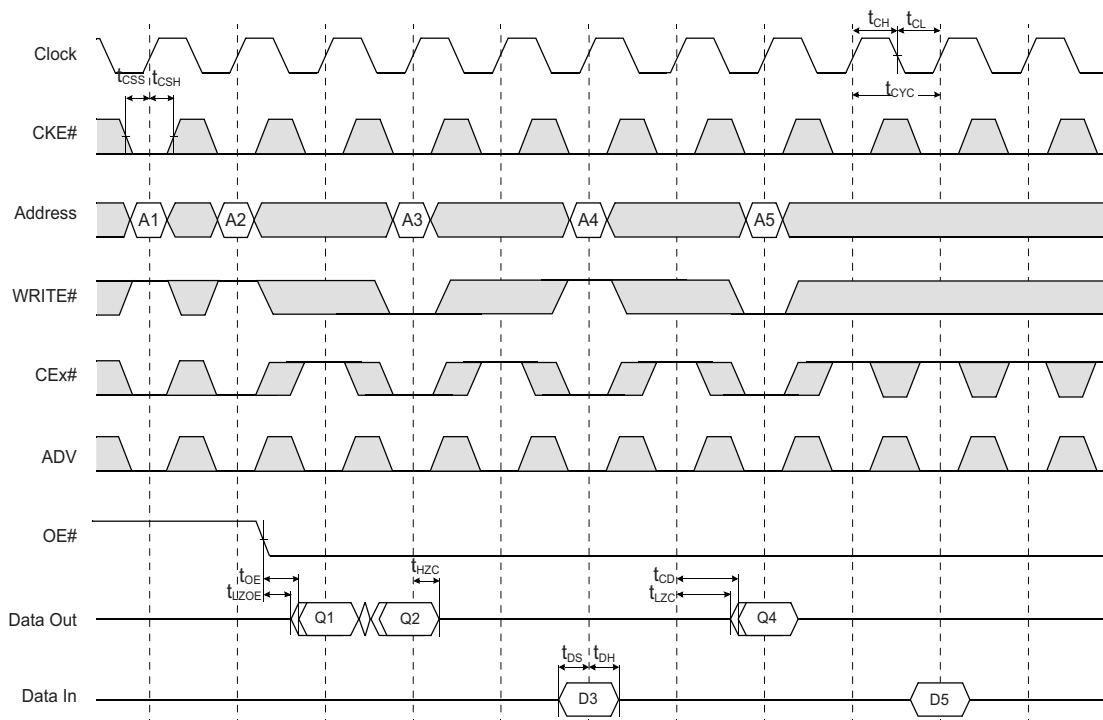 Clock
tCH
tCL
tCSS
tCSH
tCYC
CKE#
Address
A1
A2
A3
A4
A5
WRITE#
CEx#
ADV
OE#
tOE
tLZOE
tHZC
tCD
tLZC
Data Out
Q1
Q2
Q4
tDS
tDH
Data In
D3
D5